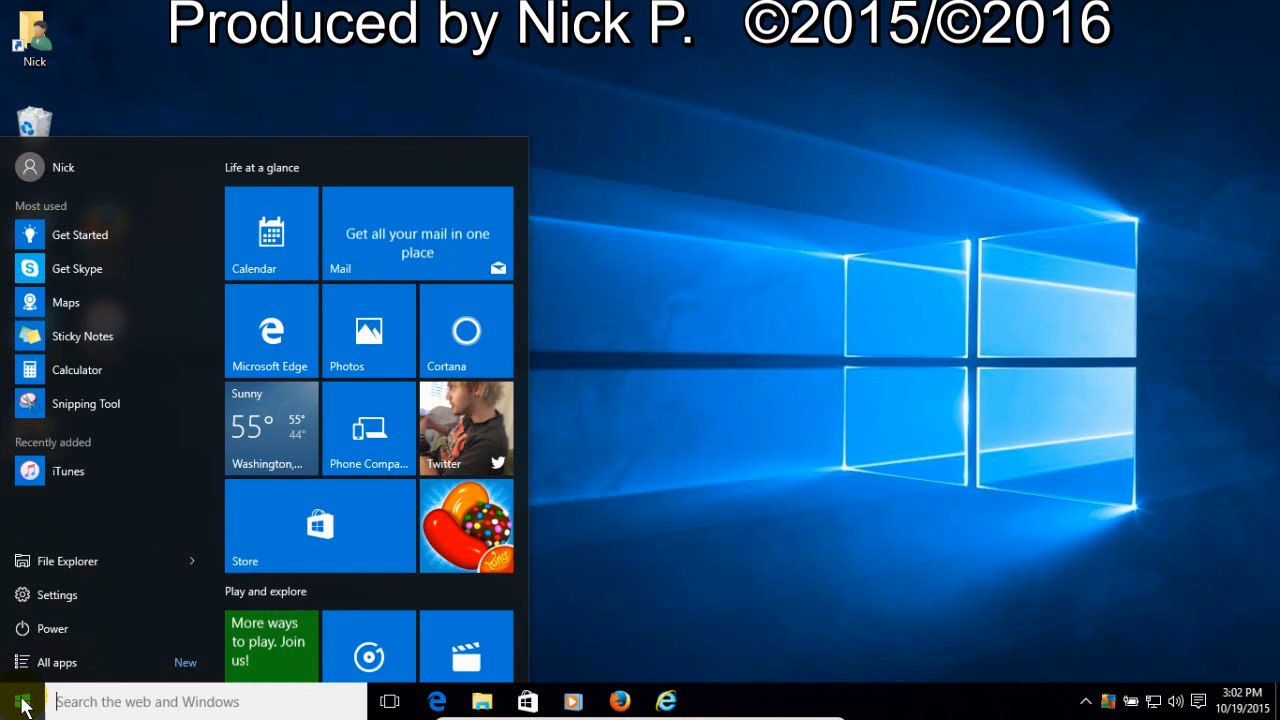 Produced by Nick P. ©2015/©2016
Nick
Nick
Most used
Get Started
Get Skype
Maps
Sticky Notes
Calculator
Snipping Tool
Recently added
iTunes
File Explorer
Settings
Power
All apps New
Life at a glance
Calendar
Get all your mail in one
place
Mail
Microsoft Edge
Photos
Cortana
Sunny
55° 55°
44°
Washington,...
Phone Compa...
Twitter
Store
King
Play and explore
More ways
to play. Join
us!
Search the web and Windows
3:02 PM
10/19/2015